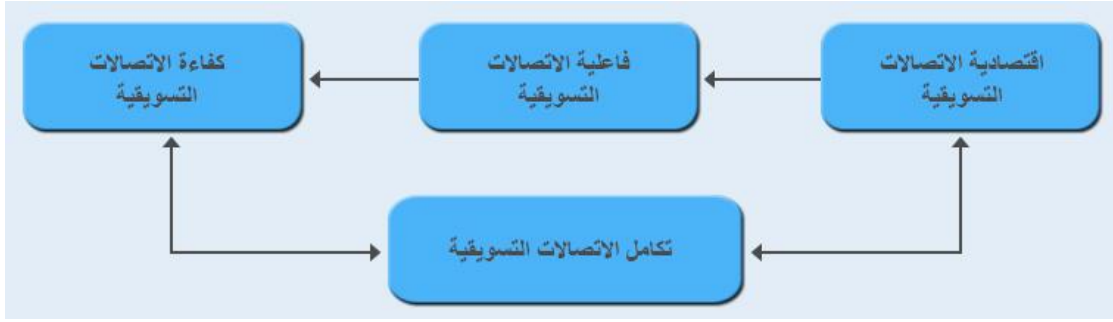 اقتصادية الاتصالات
التسويقية
فاعلية الاتصالات
التسويقية
كفاءة الاتصالات
التسويقية
تكامل الاتصالات التسويقية